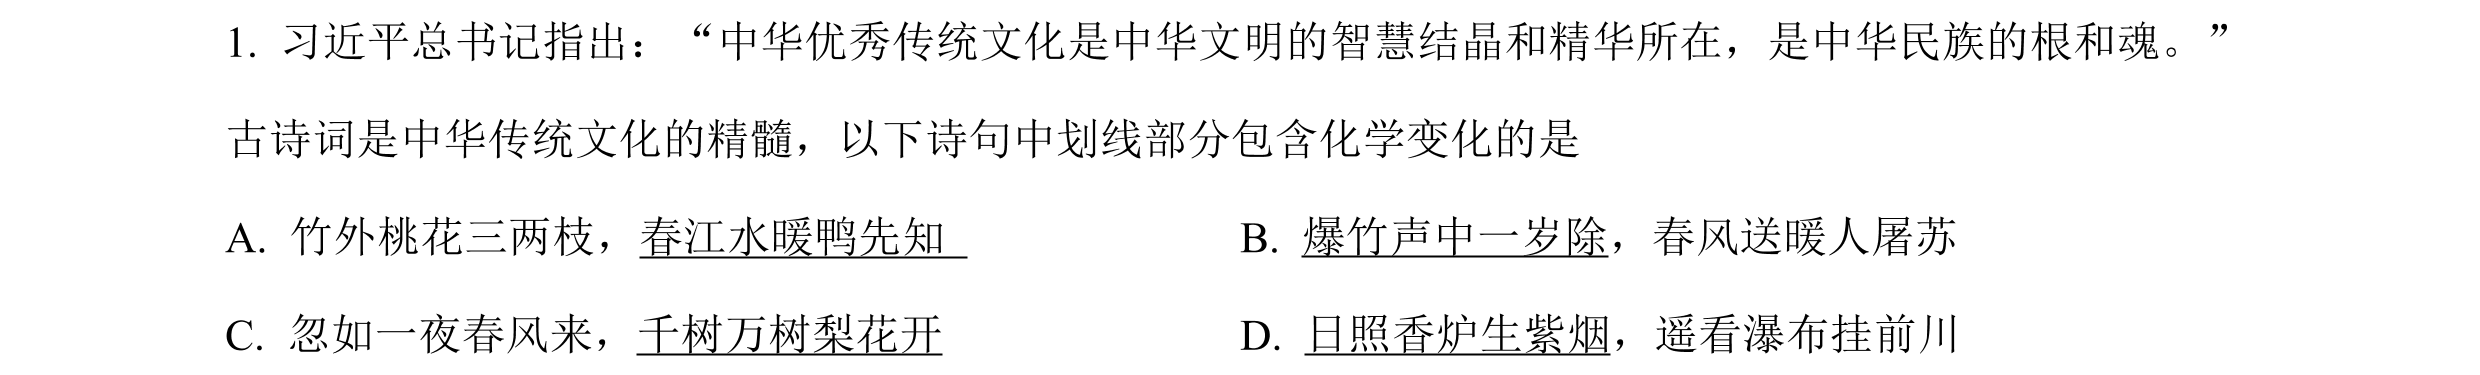 1. 习近平总书记指出：“中华优秀传统文化是中华文明的智慧结晶和精华所在，是中华民族的根和魂。”
古诗词是中华传统文化的精髓，以下诗句中划线部分包含化学变化的是
A. 竹外桃花三两枝，春江水暖鸭先知 B. 爆竹声中一岁除，春风送暖人屠苏
C. 忽如一夜春风来，千树万树梨花开 D. 日照香炉生紫烟，遥看瀑布挂前川